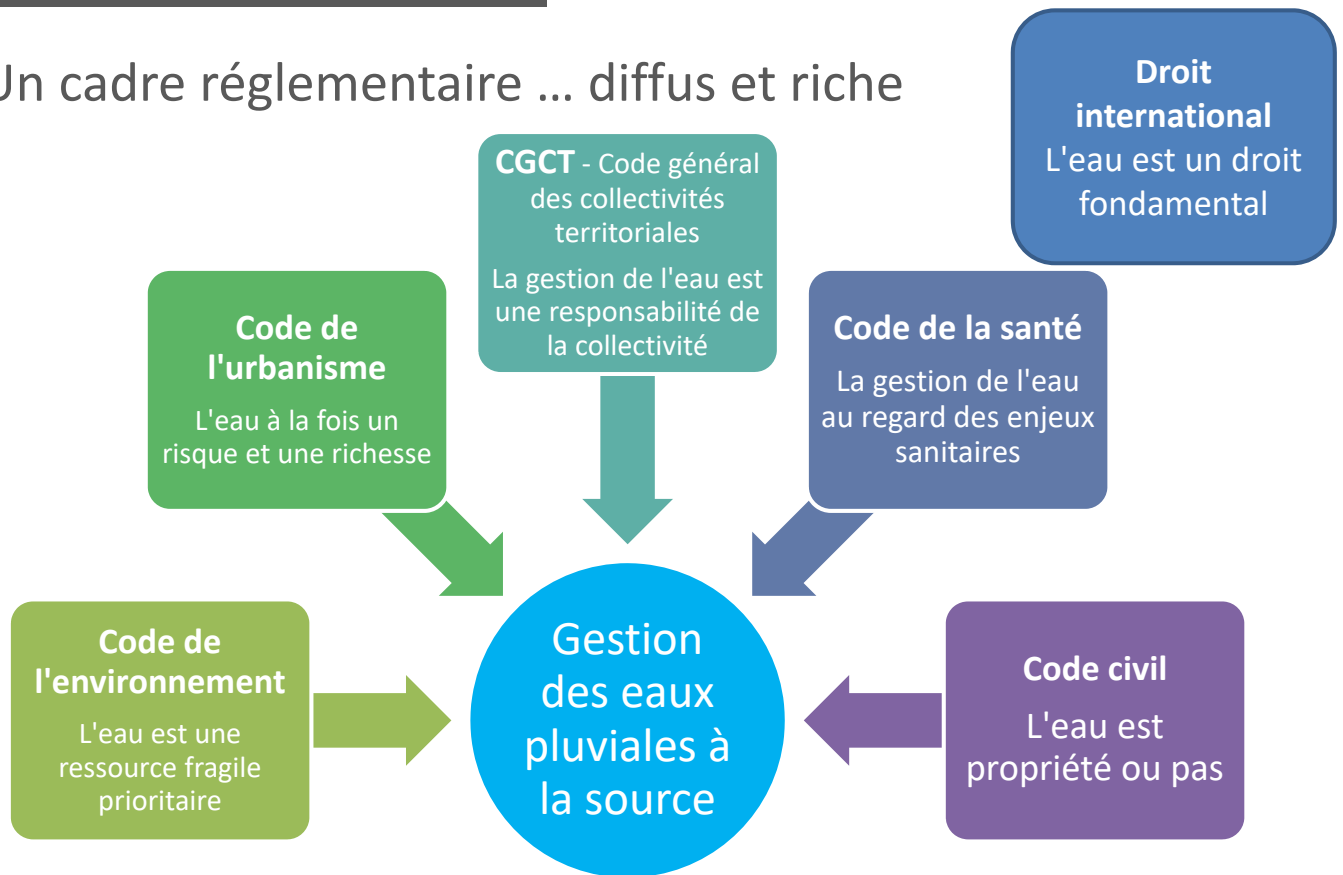 Un cadre réglementaire ... diffus et riche
Droit
international
L'eau est un droit
fondamental
CGCT - Code général
des collectivités
territoriales
La gestion de l'eau est
une responsabilité de
la collectivité
Code de
l'urbanisme
L'eau à la fois un
risque et une richesse
Code de la santé
La gestion de l'eau
au regard des enjeux
sanitaires
Code de
l'environnement
L'eau est une
ressource fragile
prioritaire
Gestion
des eaux
pluviales à
la source
Code civil
L'eau est
propriété ou pas